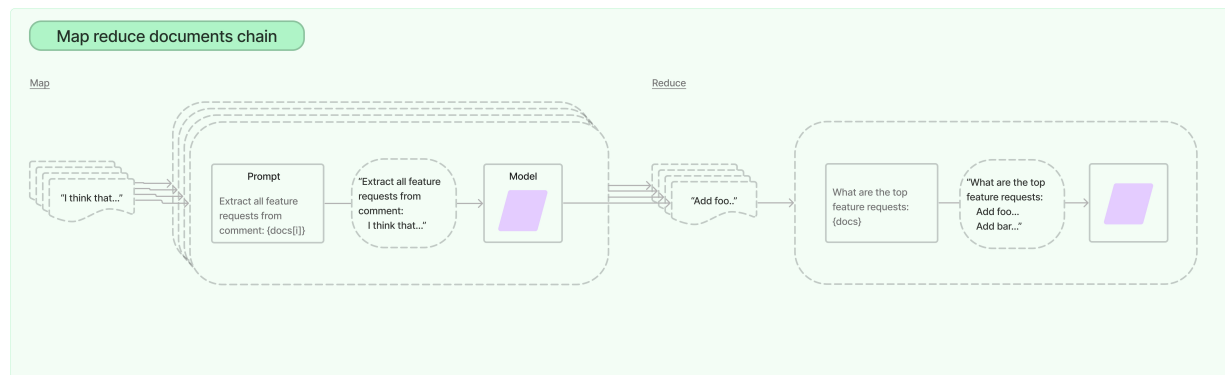 Map reduce documents chain
Map
Reduce
"I think that..."
Prompt
Extract all feature
requests from
comment: {docs[i]}
"Extract all feature
requests from
comment:
I think that..."
Model
"Add foo.."
What are the top
feature requests:
{docs}
"What are the top
feature requests:
Add foo...
Add bar..."